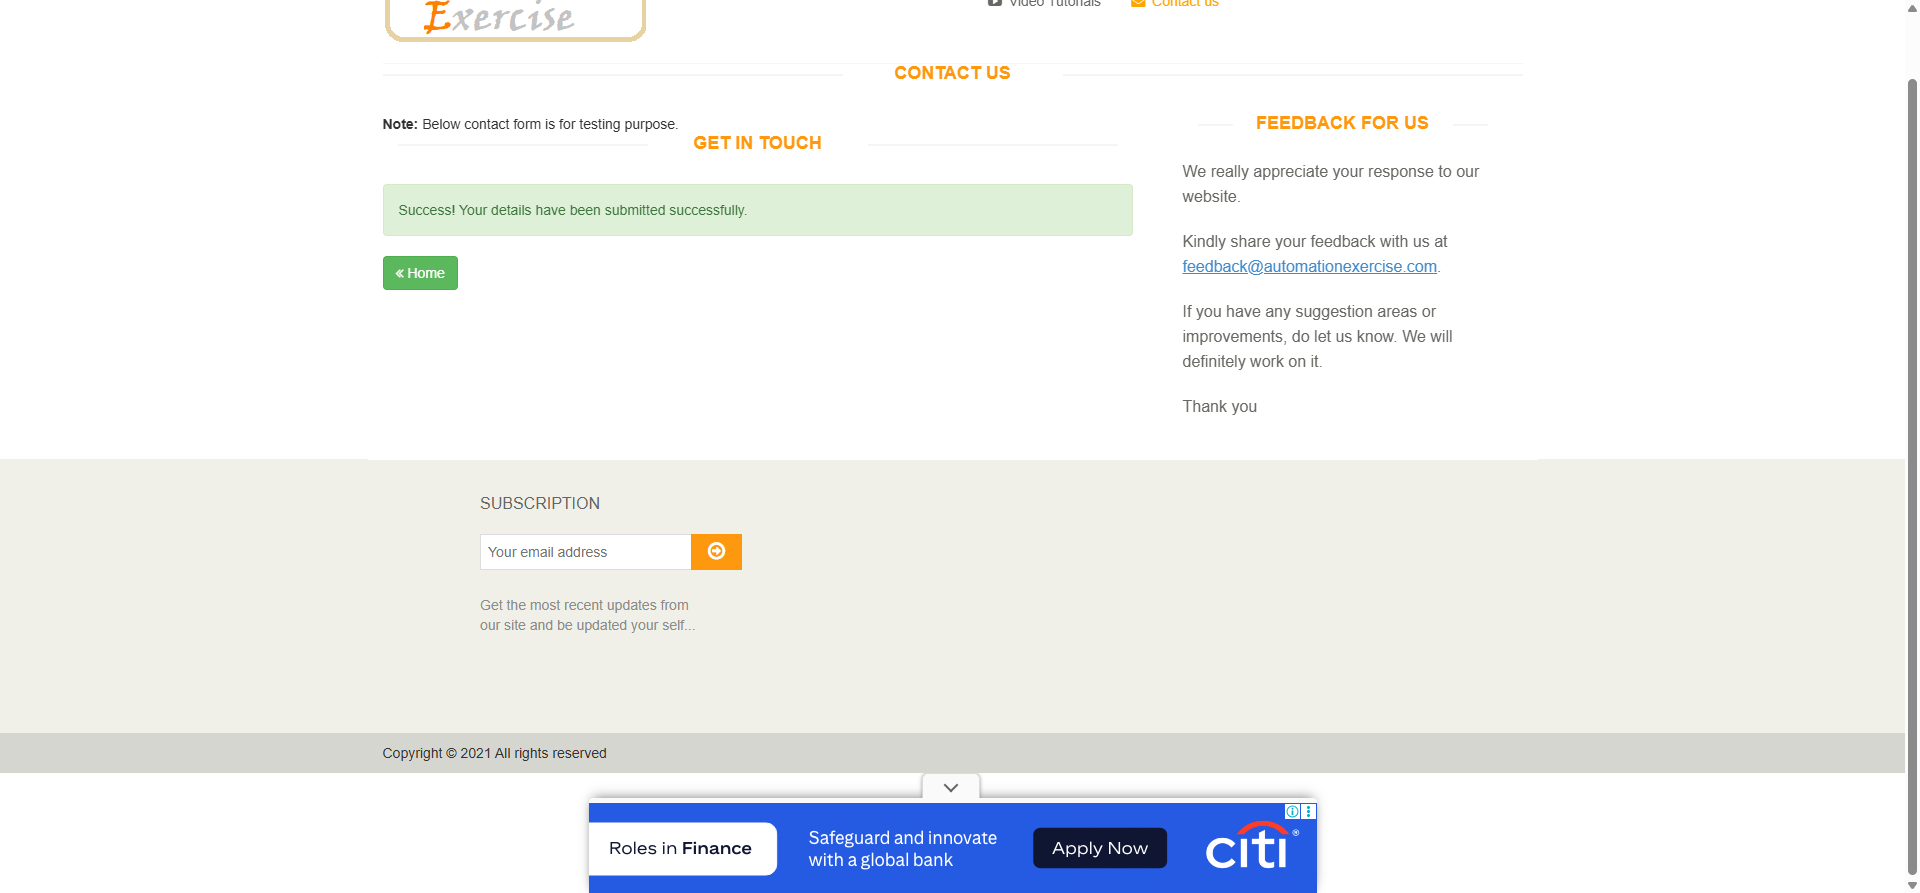 Exercise
Video Tutorials
Contact us
CONTACT US
Note: Below contact form is for testing purpose.
GET IN TOUCH
Success! Your details have been submitted successfully.
« Home
FEEDBACK FOR US
We really appreciate your response to our
website.
Kindly share your feedback with us at
feedback@automationexercise.com.
If you have any suggestion areas or
improvements, do let us know. We will
definitely work on it.
Thank you
SUBSCRIPTION
Your email address
Get the most recent updates from
our site and be updated your self...
Copyright © 2021 All rights reserved
Roles in Finance
Safeguard and innovate
with a global bank
Apply Now
citi®